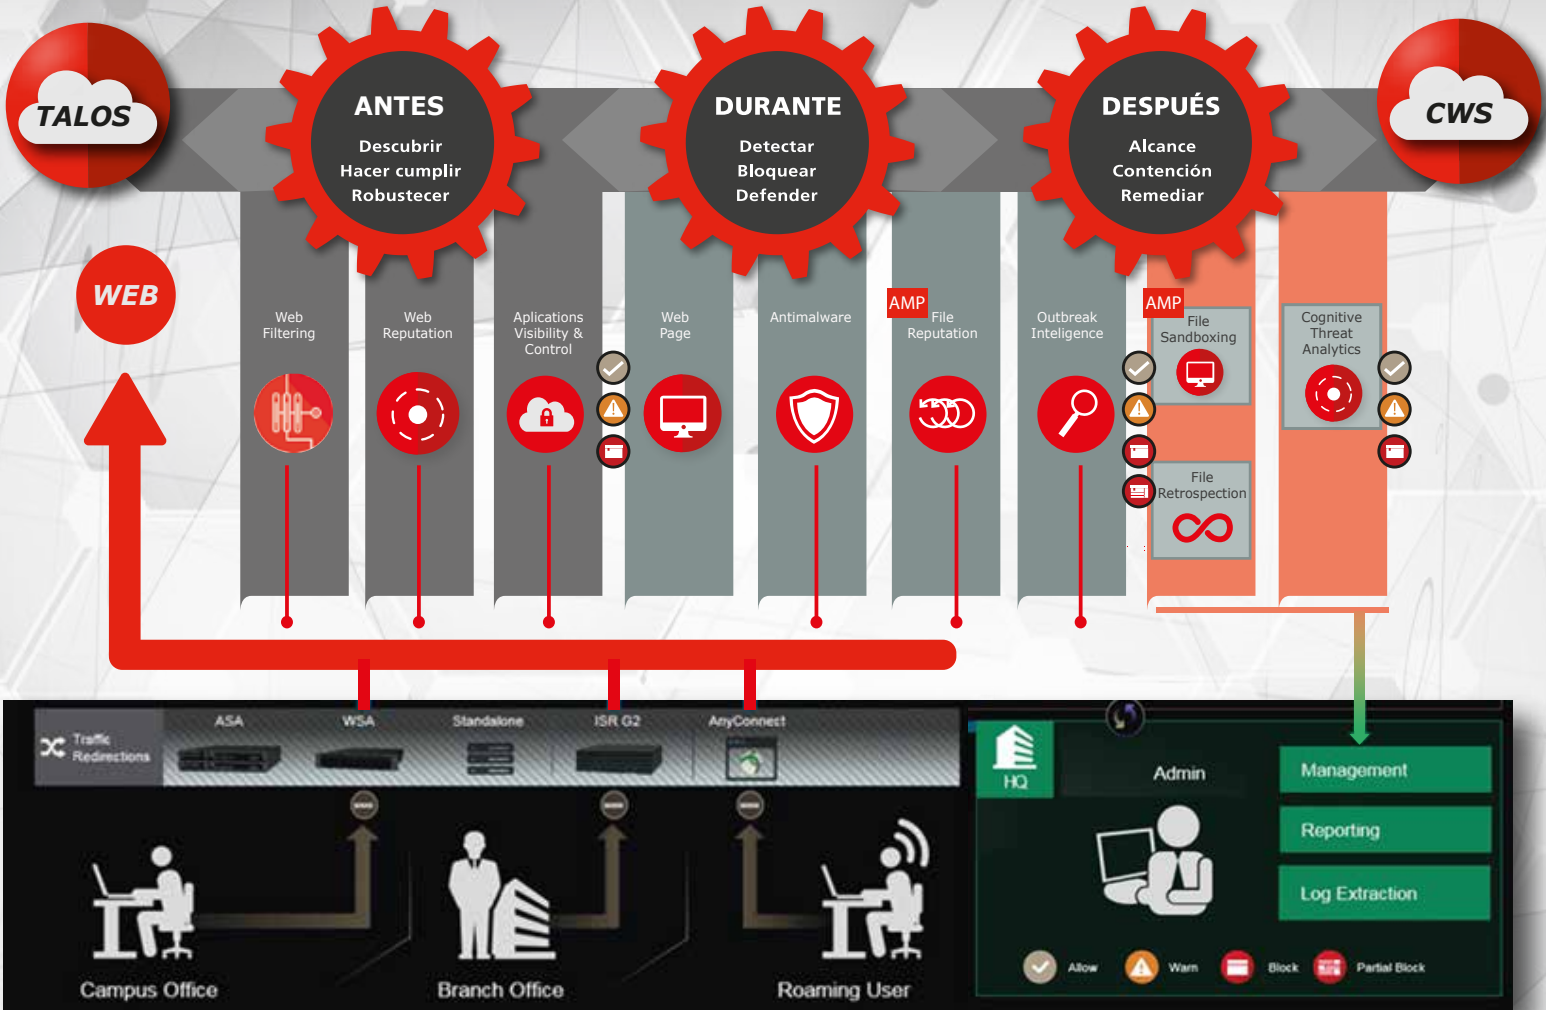 TALOS
ANTES
Descubrir
Hacer cumplir
Robustecer
DURANTE
Detectar
Bloquear
Defender
DESPUÉS
Alcance
Contención
Remediar
CWS
WEB
Web
Filtering
Web
Reputation
Aplications
Visibility &
Control
Web
Page
Antimalware
AMP
File
Reputation
Outbreak
Inteligence
AMP
File
Sandboxing
File
Retrospection
Cognitive
Threat
Analytics
Traffic
Redirections
ASA
WSA
Standalone
ISR G2
AnyConnect
Campus Office
Branch Office
Roaming User
HQ
Admin
Management
Reporting
Log Extraction
Allow
Warn
Block
Partial Block